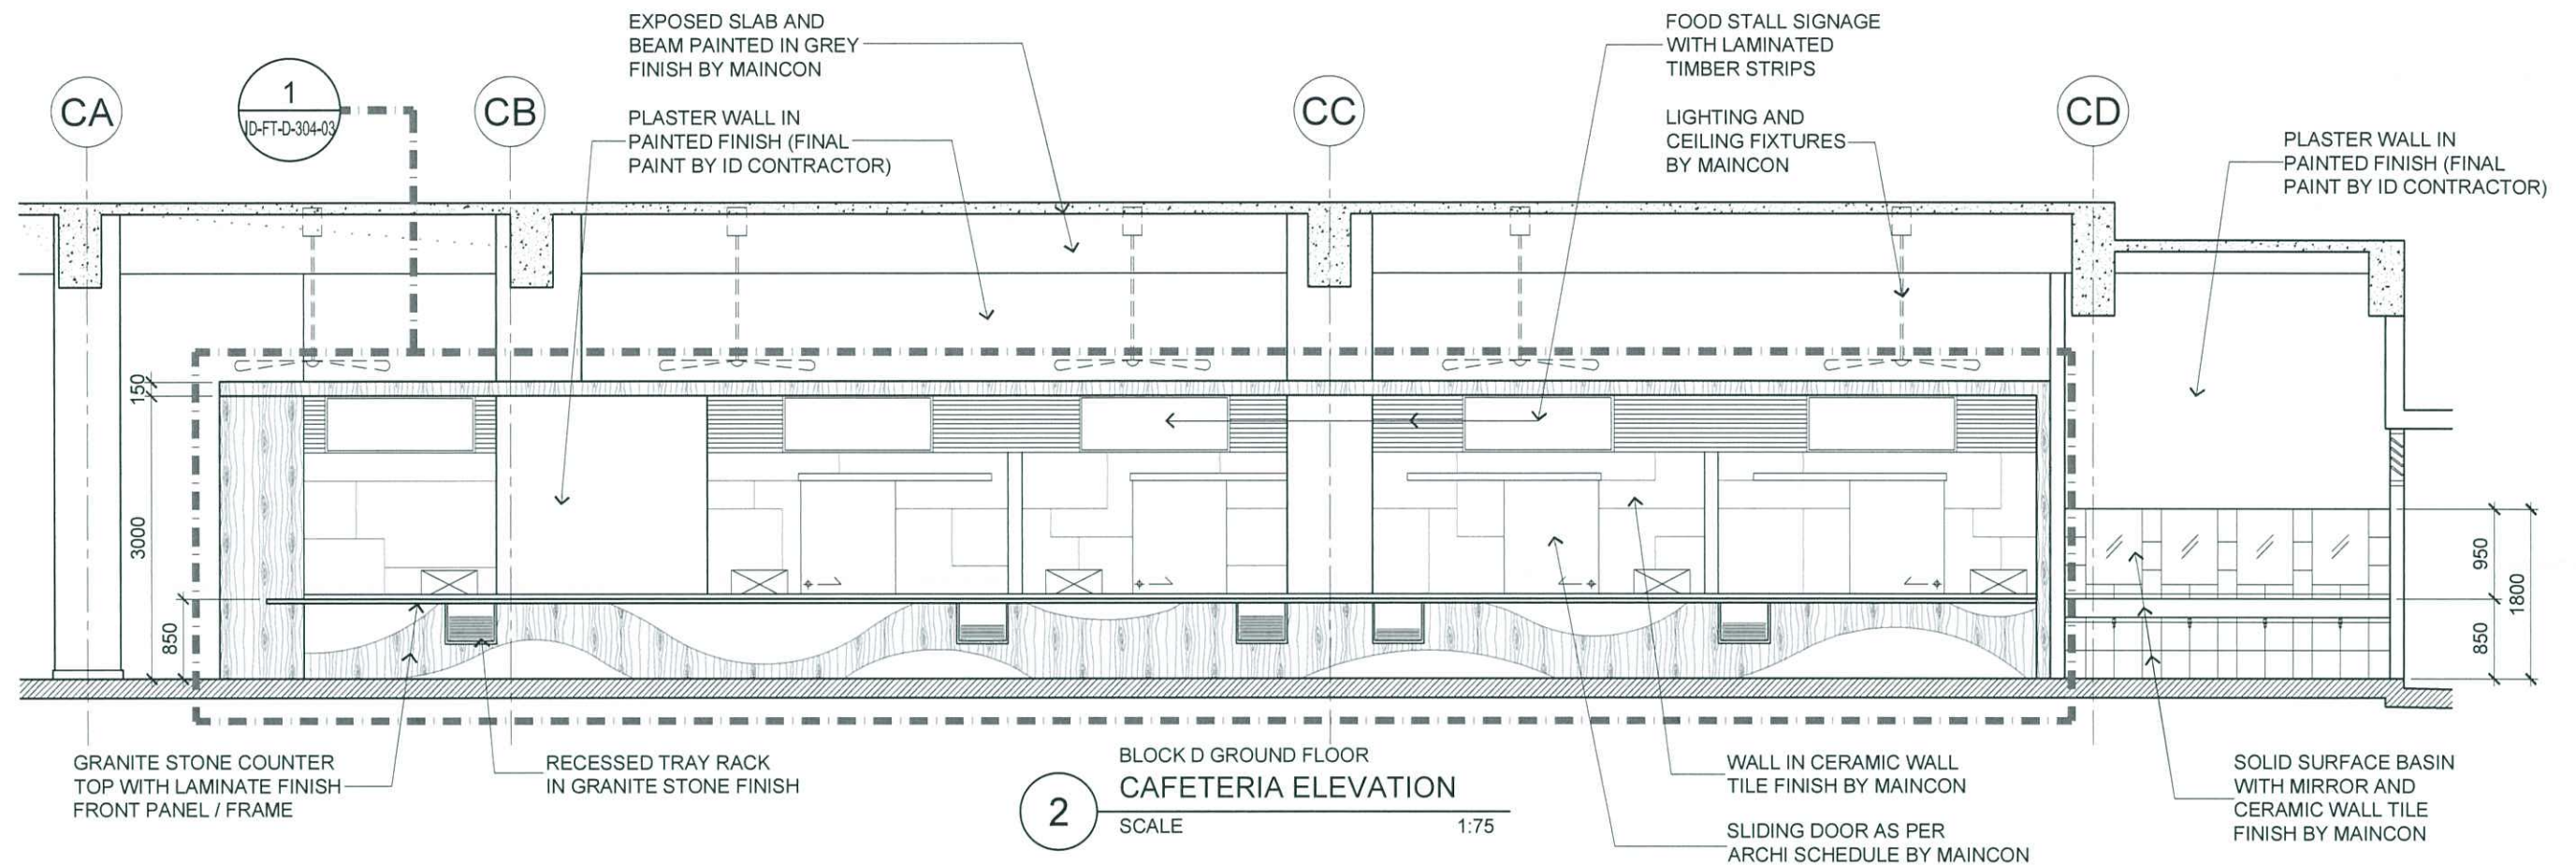 EXPOSED SLAB AND
BEAM PAINTED IN GREY
FINISH BY MAINCON
FOOD STALL SIGNAGE
WITH LAMINATED
TIMBER STRIPS
CA
1
ID-FT-D-304-03
CB
CC
CD
PLASTER WALL IN
PAINTED FINISH (FINAL
PAINT BY ID CONTRACTOR)
LIGHTING AND
CEILING FIXTURES
BY MAINCON
PLASTER WALL IN
PAINTED FINISH (FINAL
PAINT BY ID CONTRACTOR)
150
3000
850
950
1800
850
GRANITE STONE COUNTER
TOP WITH LAMINATE FINISH
FRONT PANEL / FRAME
RECESSED TRAY RACK
IN GRANITE STONE FINISH
2
BLOCK D GROUND FLOOR
CAFETERIA ELEVATION
SCALE 1:75
WALL IN CERAMIC WALL
TILE FINISH BY MAINCON
SLIDING DOOR AS PER
ARCHI SCHEDULE BY MAINCON
SOLID SURFACE BASIN
WITH MIRROR AND
CERAMIC WALL TILE
FINISH BY MAINCON